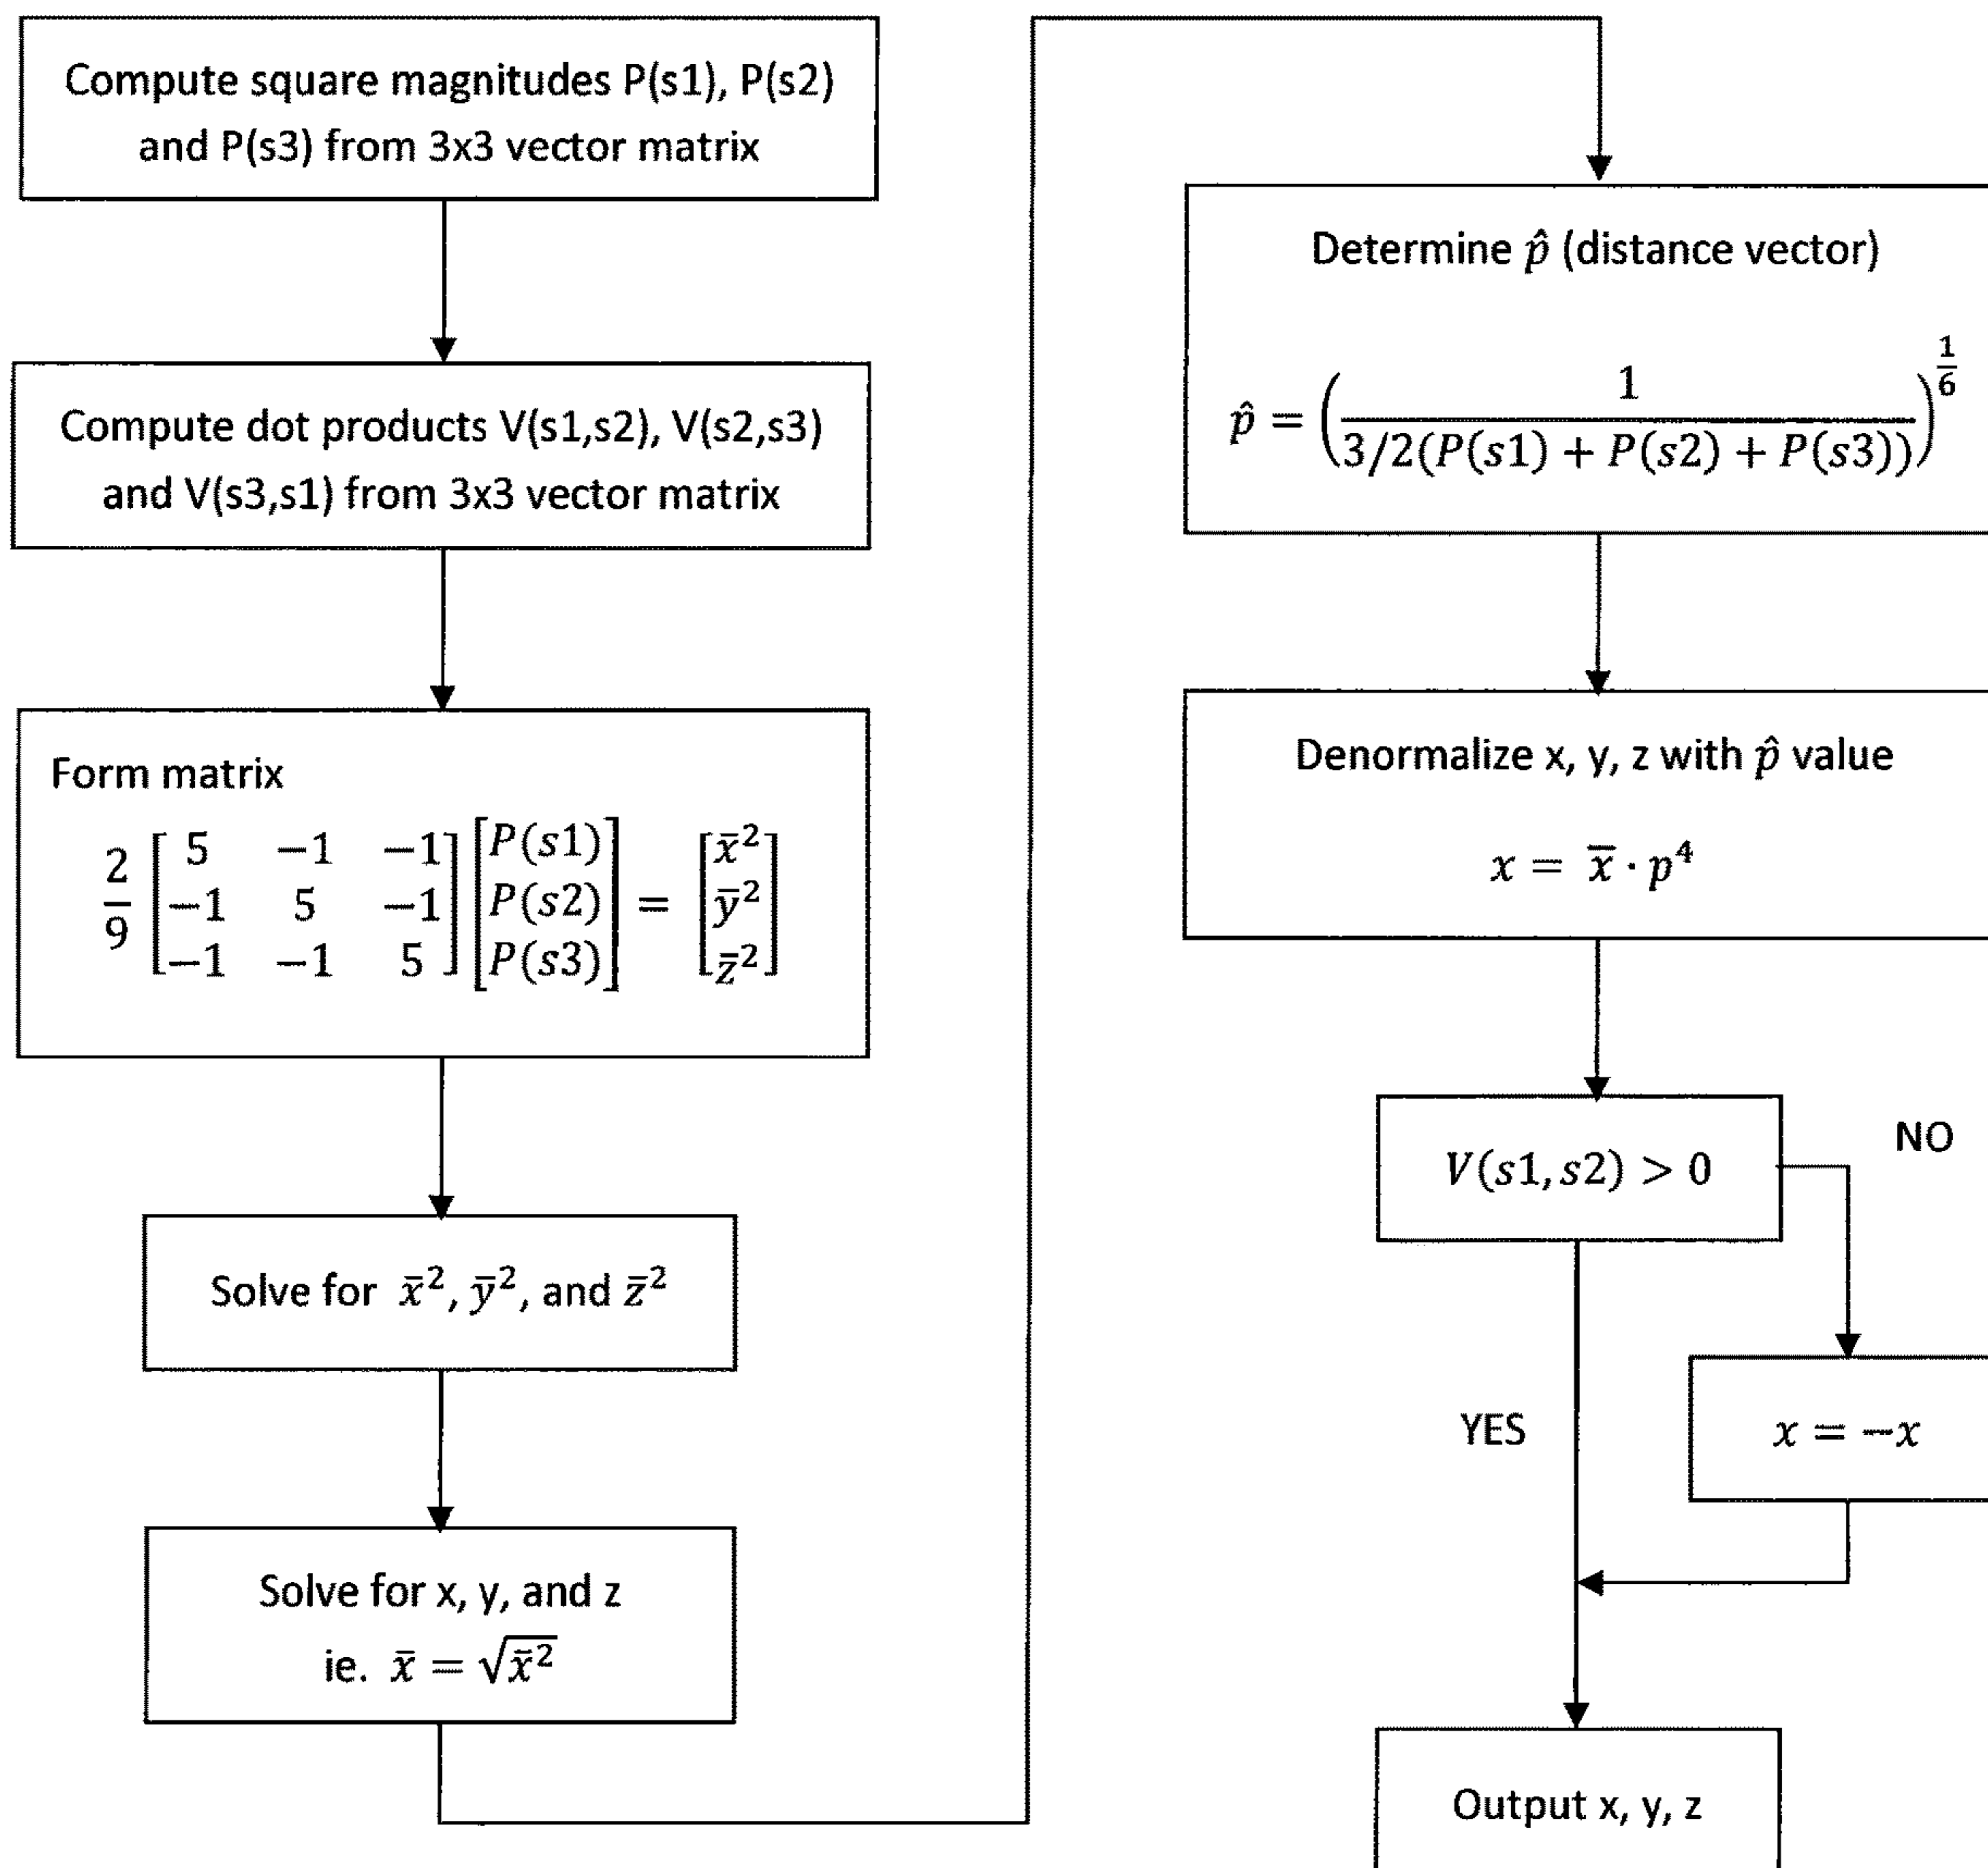 Compute square magnitudes P(s1), P(s2)
and P(s3) from 3x3 vector matrix
Compute dot products V(s1,s2), V(s2,s3)
and V(s3,s1) from 3x3 vector matrix
Form matrix
2/9 [5 −1 −1; −1 5 −1; −1 −1 5] [P(s1); P(s2); P(s3)] = [x̄²; ȳ²; z̄²]
Solve for x̄², ȳ², and z̄²
Solve for x, y, and z
ie. x̄ = √x̄²
Determine p̂ (distance vector)
p̂ = (1 / 3/2(P(s1) + P(s2) + P(s3)))^(1/6)
Denormalize x, y, z with p̂ value
x = x̄ · p⁴
V(s1, s2) > 0
NO
YES
x = −x
Output x, y, z